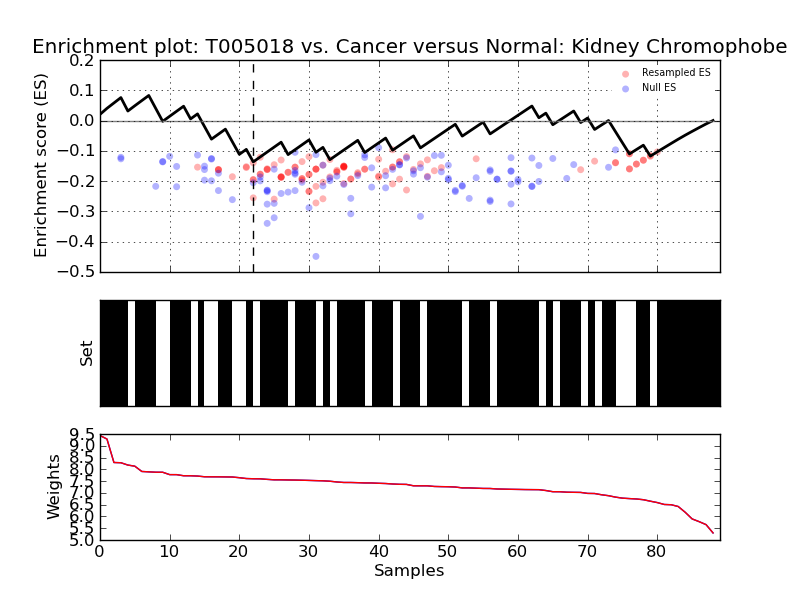 Enrichment plot: T005018 vs. Cancer versus Normal: Kidney Chromophobe
Enrichment score (ES)
0.2
0.1
0.0
−0.1
−0.2
−0.3
−0.4
−0.5
Resampled ES
Null ES
Set
Weights
9.5
9.0
8.5
8.0
7.5
7.0
6.5
6.0
5.5
5.0
0 10 20 30 40 50 60 70 80
Samples